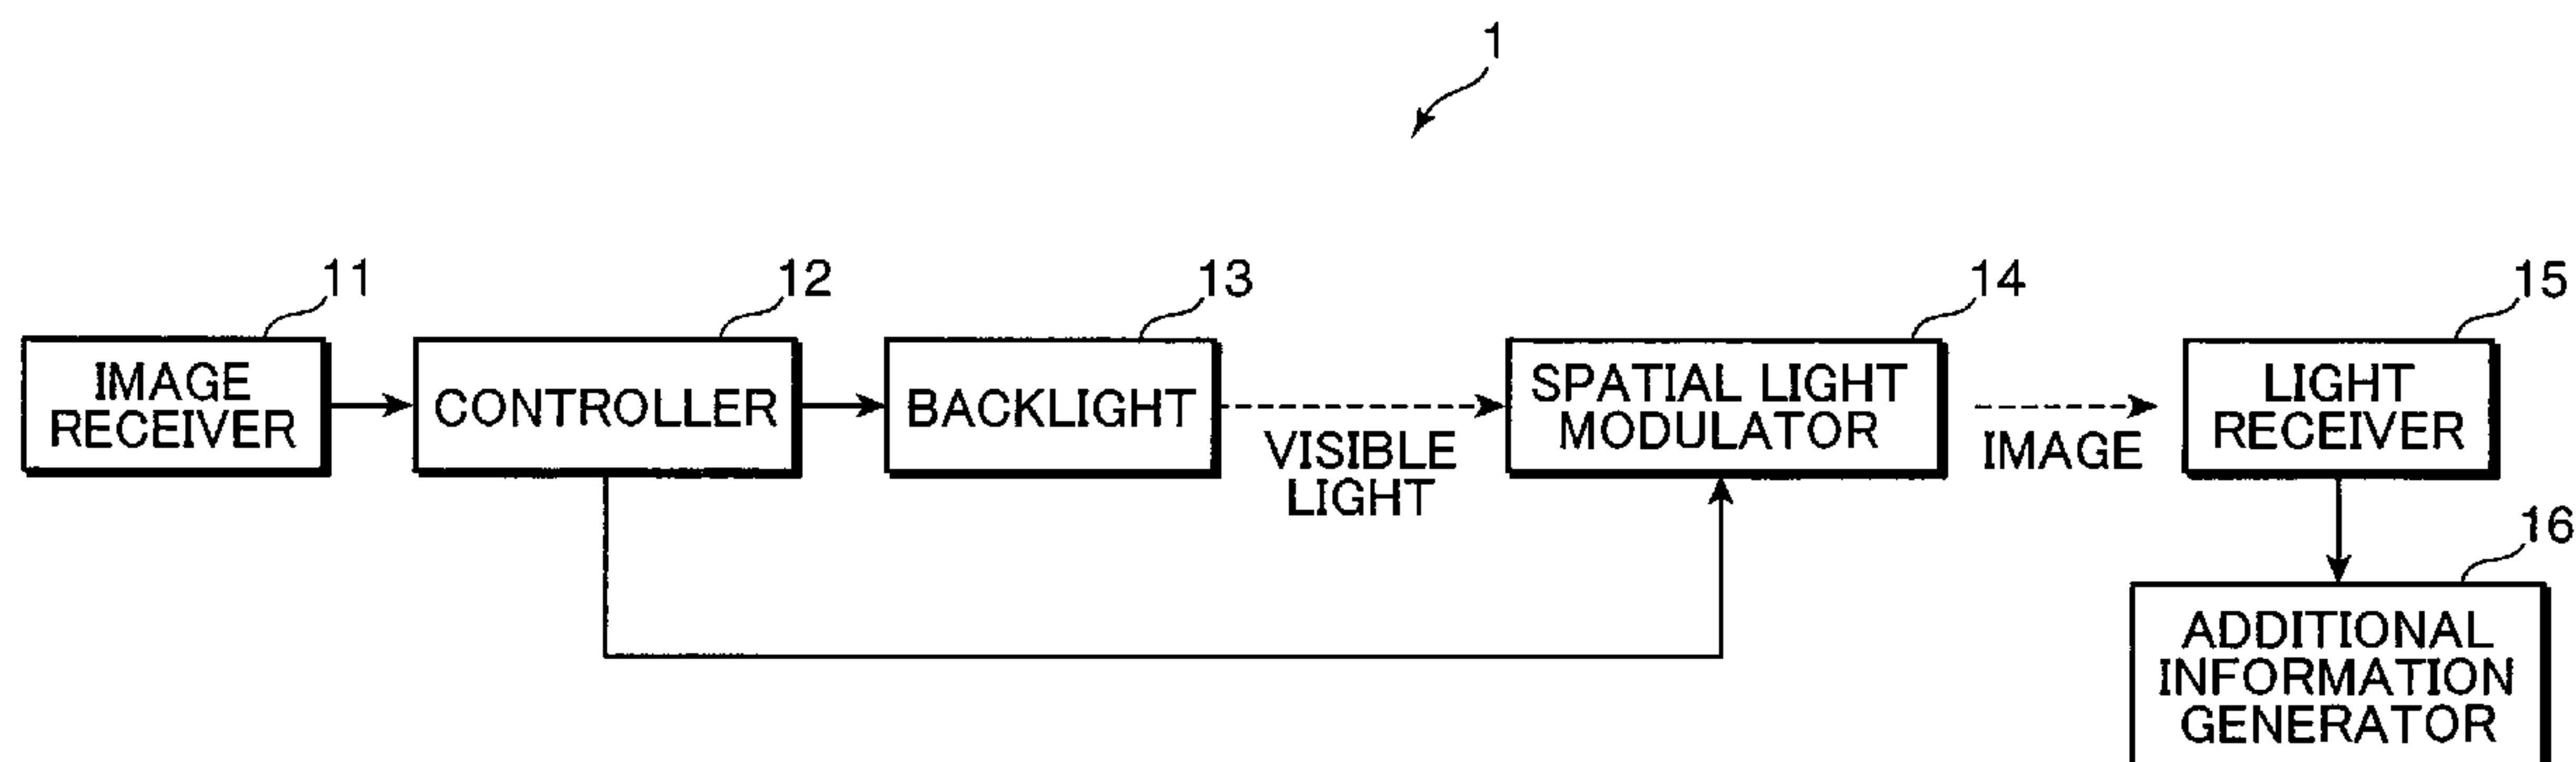 1
11
12
13
14
15
IMAGE
RECEIVER
CONTROLLER
BACKLIGHT
VISIBLE
LIGHT
SPATIAL LIGHT
MODULATOR
IMAGE
LIGHT
RECEIVER
16
ADDITIONAL
INFORMATION
GENERATOR